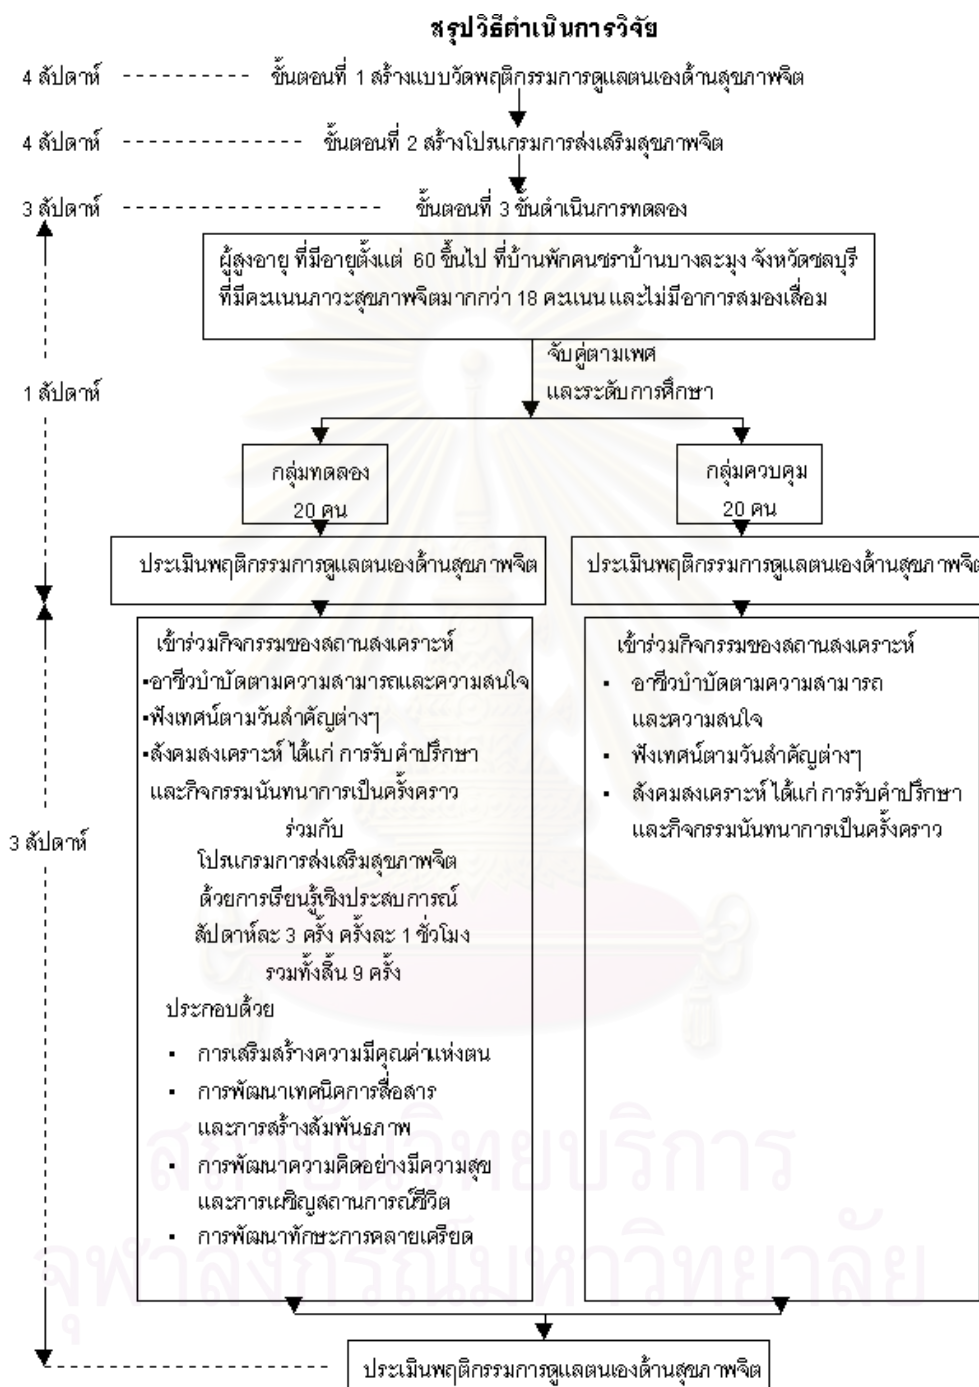 สรุปวิธีดำเนินการวิจัย
4 สัปดาห์ ขั้นตอนที่ 1 สร้างแบบวัดพฤติกรรมการดูแลตนเองด้านสุขภาพจิต
4 สัปดาห์ ขั้นตอนที่ 2 สร้างโปรแกรมการส่งเสริมสุขภาพจิต
3 สัปดาห์ ขั้นตอนที่ 3 ขั้นดำเนินการทดลอง
ผู้สูงอายุ ที่มีอายุตั้งแต่ 60 ขึ้นไป ที่บ้านพักคนชราบ้านบางละมุง จังหวัดชลบุรี
ที่มีคะแนนภาวะสุขภาพจิตมากกว่า 18 คะแนน และไม่มีอาการสมองเสื่อม
จับคู่ตามเพศ
และระดับการศึกษา
1 สัปดาห์
กลุ่มทดลอง
20 คน
กลุ่มควบคุม
20 คน
ประเมินพฤติกรรมการดูแลตนเองด้านสุขภาพจิต
ประเมินพฤติกรรมการดูแลตนเองด้านสุขภาพจิต
3 สัปดาห์
เข้าร่วมกิจกรรมของสถานสงเคราะห์
▪อาชีวบำบัดตามความสามารถและความสนใจ
▪ฟังเทศน์ตามวันสำคัญต่างๆ
▪สังคมสงเคราะห์ ได้แก่ การรับคำปรึกษา
และกิจกรรมนันทนาการเป็นครั้งคราว
ร่วมกับ
โปรแกรมการส่งเสริมสุขภาพจิต
ด้วยการเรียนรู้เชิงประสบการณ์
สัปดาห์ละ 3 ครั้ง ครั้งละ 1 ชั่วโมง
รวมทั้งสิ้น 9 ครั้ง
ประกอบด้วย
▪ การเสริมสร้างความมีคุณค่าแห่งตน
▪ การพัฒนาเทคนิคการสื่อสาร
และการสร้างสัมพันธภาพ
▪ การพัฒนาความคิดอย่างมีความสุข
และการเผชิญสถานการณ์ชีวิต
▪ การพัฒนาทักษะการคลายเครียด
เข้าร่วมกิจกรรมของสถานสงเคราะห์
▪ อาชีวบำบัดตามความสามารถ
และความสนใจ
▪ ฟังเทศน์ตามวันสำคัญต่างๆ
▪ สังคมสงเคราะห์ ได้แก่ การรับคำปรึกษา
และกิจกรรมนันทนาการเป็นครั้งคราว
ประเมินพฤติกรรมการดูแลตนเองด้านสุขภาพจิต
สถาบันวิทยบริการ
จุฬาลงกรณ์มหาวิทยาลัย